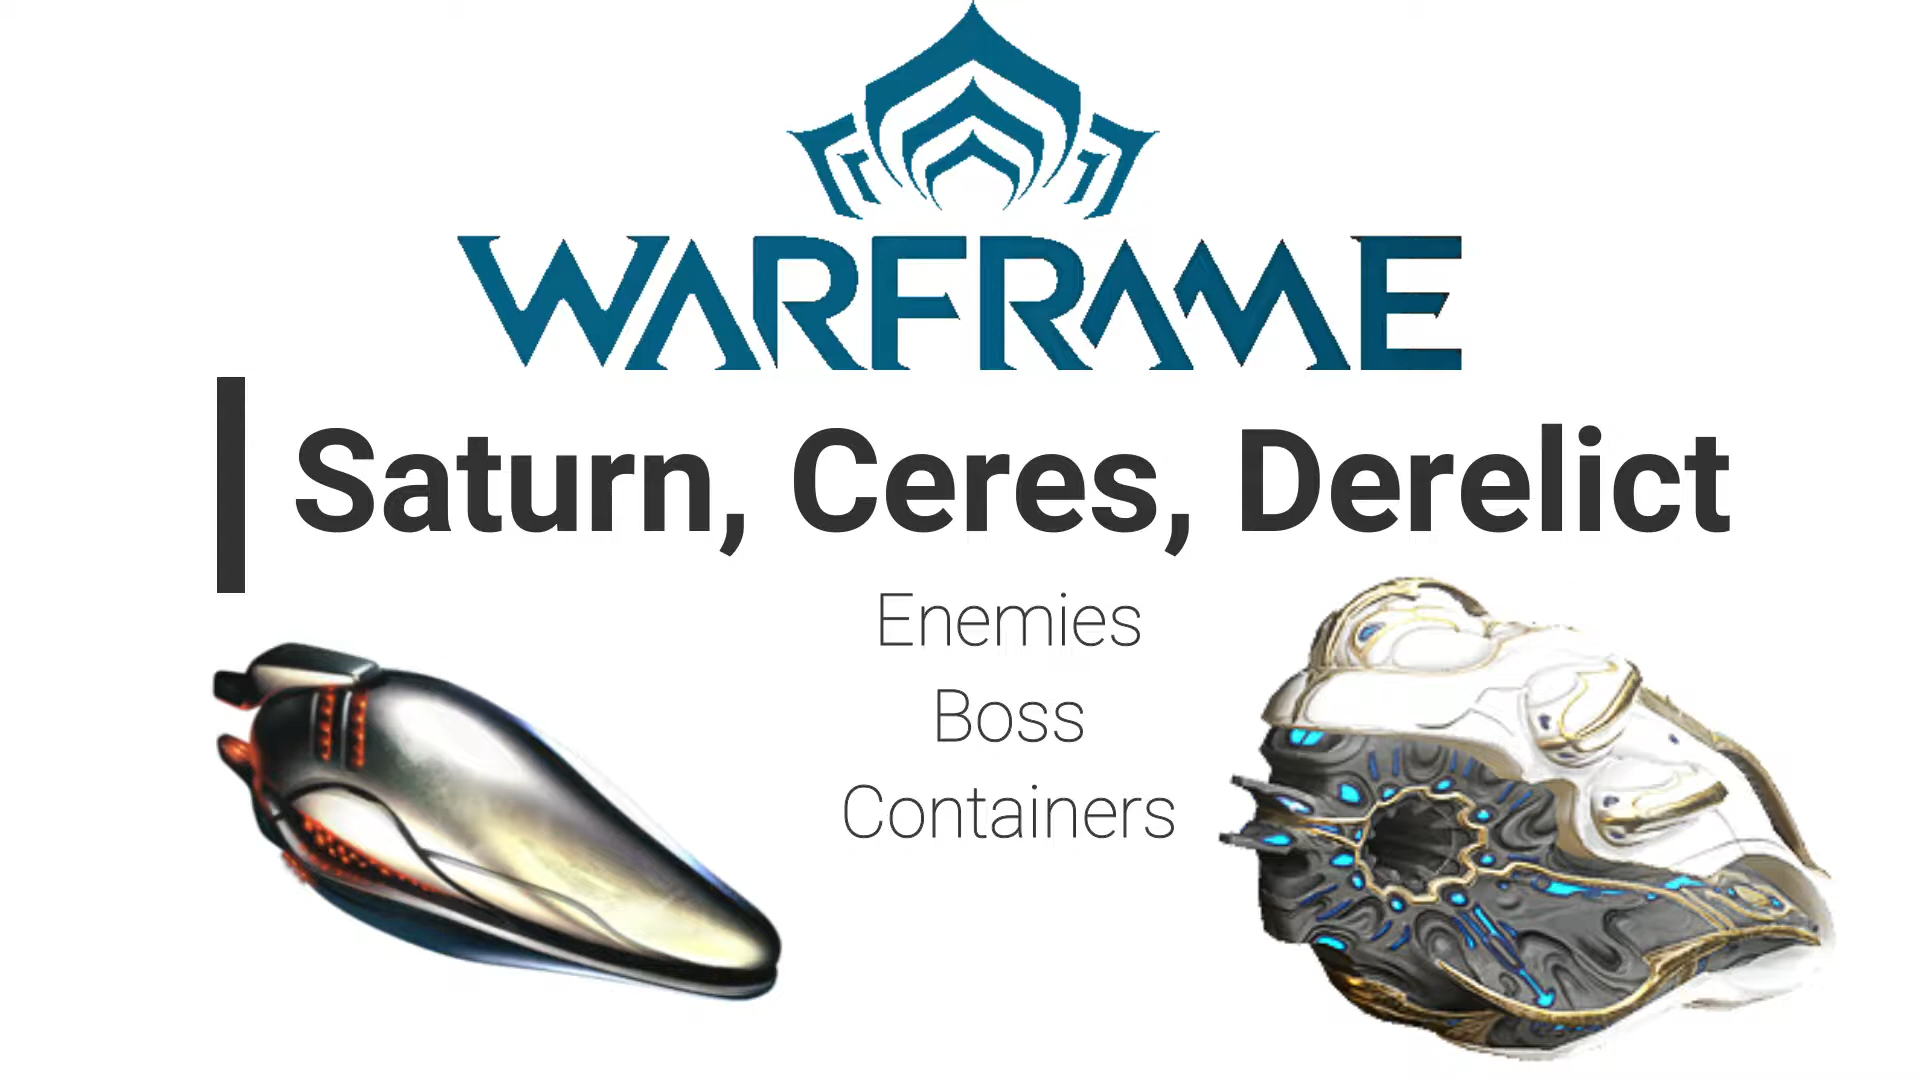 WARFRAME
Saturn, Ceres, Derelict
Enemies
Boss
Containers